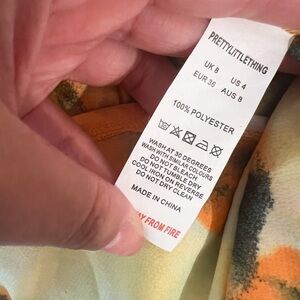 PRETTYLITTLETHING
UK 8 US 4
EUR 36 AUS 8
100% POLYESTER
WASH AT 30 DEGREES
WASH WITH SIMILAR COLOURS
DO NOT BLEACH
DO NOT TUMBLE DRY
COOL IRON ON REVERSE
DO NOT DRY CLEAN
MADE IN CHINA
FROM FIRE